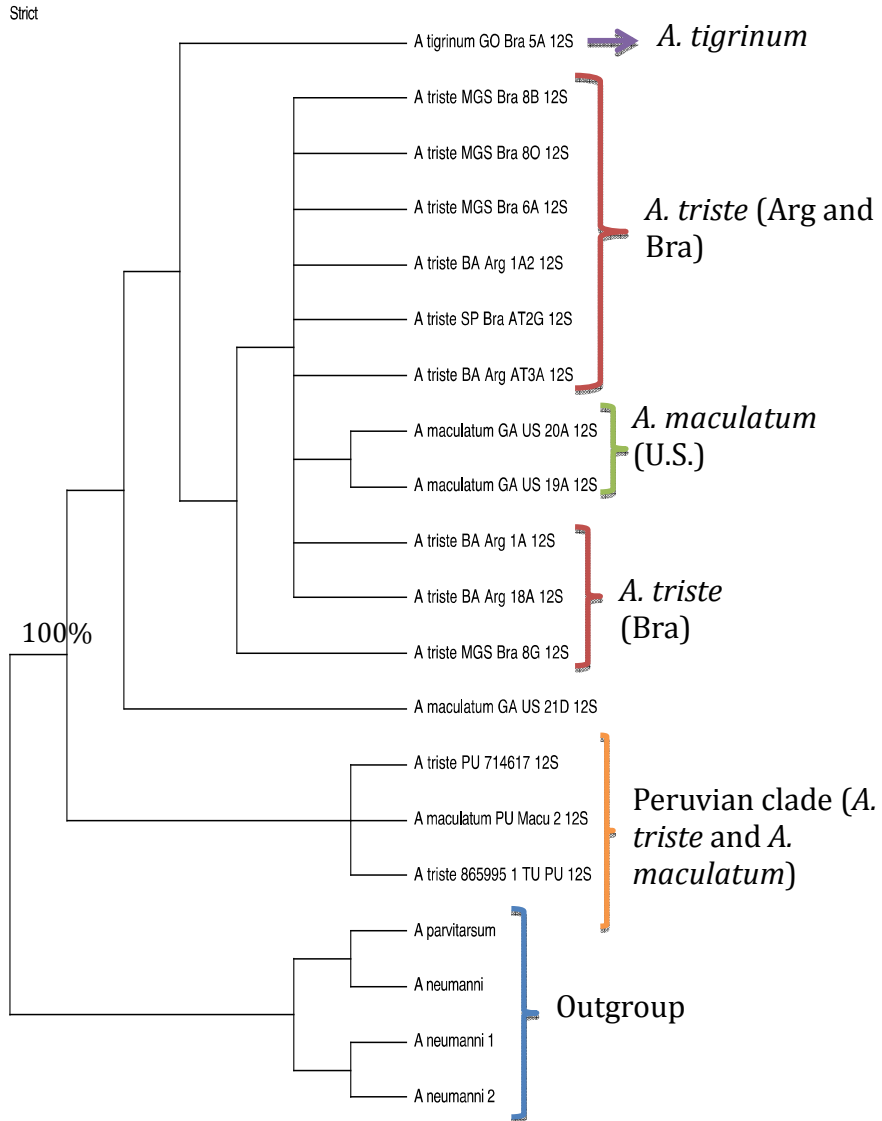 Strict
A tigrinum GO Bra 5A 12S
A. tigrinum
A triste MGS Bra 8B 12S
A triste MGS Bra 8O 12S
A triste MGS Bra 6A 12S
A triste BA Arg 1A2 12S
A triste SP Bra AT2G 12S
A triste BA Arg AT3A 12S
A. triste (Arg and
Bra)
A maculatum GA US 20A 12S
A maculatum GA US 19A 12S
A. maculatum
(U.S.)
A triste BA Arg 1A 12S
A triste BA Arg 18A 12S
A triste MGS Bra 8G 12S
A. triste
(Bra)
100%
A maculatum GA US 21D 12S
A triste PU 714617 12S
A maculatum PU Macu 2 12S
A triste 865995 1 TU PU 12S
Peruvian clade (A.
triste and A.
maculatum)
A parvitarsum
A neumanni
A neumanni 1
A neumanni 2
Outgroup